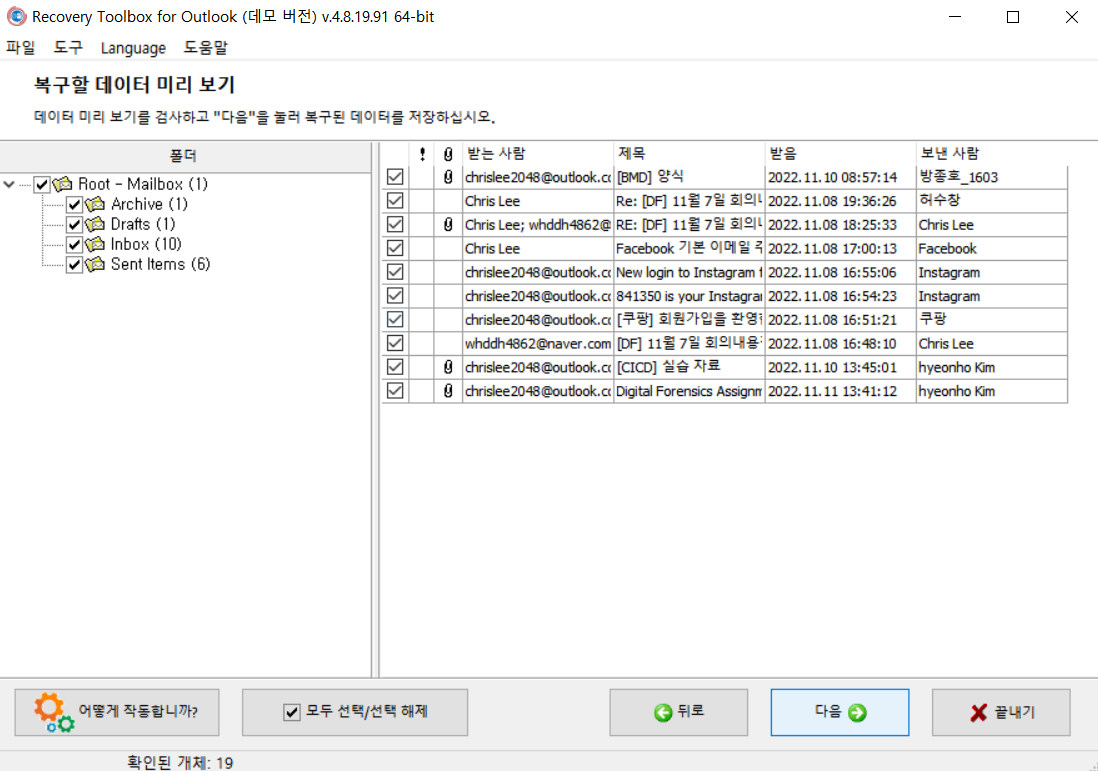 Recovery Toolbox for Outlook (데모 버전) v.4.8.19.91 64-bit
파일 도구 Language 도움말
복구할 데이터 미리 보기
데이터 미리 보기를 검사하고 "다음"을 눌러 복구된 데이터를 저장하십시오.
폴더
Root - Mailbox (1)
Archive (1)
Drafts (1)
Inbox (10)
Sent Items (6)
! 받는 사람 제목 받음 보낸 사람
chrislee2048@outlook.cc [BMD] 양식 2022.11.10 08:57:14 방종호_1603
Chris Lee Re: [DF] 11월 7일 2022.11.08 19:36:26 허수창
Chris Lee; whddh4862@ RE: [DF] 11월 7일 2022.11.08 18:25:33 Chris Lee
Chris Lee Facebook 기본 이메일 2022.11.08 17:00:13 Facebook
chrislee2048@outlook.cc New login to Instagram 2022.11.08 16:55:06 Instagram
chrislee2048@outlook.cc 841350 is your Instagra 2022.11.08 16:54:23 Instagram
chrislee2048@outlook.cc [쿠팡] 회원가입을 2022.11.08 16:51:21 쿠팡
whddh4862@naver.com [DF] 11월 7일 회의내용 2022.11.08 16:48:10 Chris Lee
chrislee2048@outlook.cc [CICD] 실습 자료 2022.11.10 13:45:01 hyeonho Kim
chrislee2048@outlook.cc Digital Forensics Assignm 2022.11.11 13:41:12 hyeonho Kim
어떻게 작동합니까? 모두 선택/선택 해제 뒤로 다음 끝내기
확인된 개체: 19